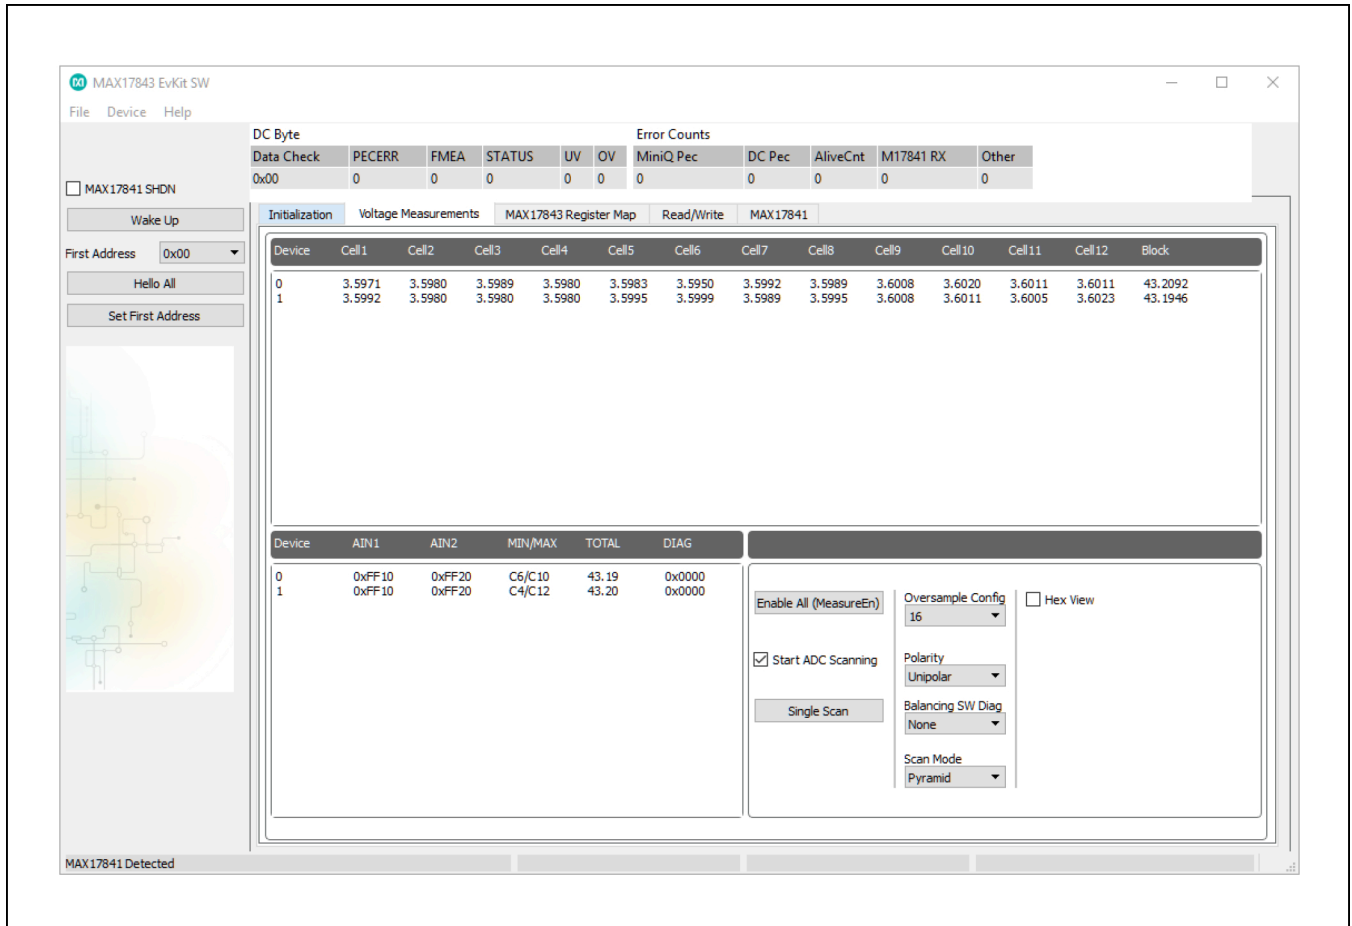 MAX17843 EvKit SW
File Device Help
DC Byte Error Counts
Data Check PECERR FMEA STATUS UV OV MiniQ Pec DC Pec AliveCnt M17841 RX Other
0x00 0 0 0 0 0 0 0 0 0 0
MAX17841 SHDN
Wake Up
First Address 0x00
Hello All
Set First Address
Initialization Voltage Measurements MAX17843 Register Map Read/Write MAX17841
Device Cell1 Cell2 Cell3 Cell4 Cell5 Cell6 Cell7 Cell8 Cell9 Cell10 Cell11 Cell12 Block
0 3.5971 3.5980 3.5989 3.5980 3.5983 3.5950 3.5992 3.5989 3.6008 3.6020 3.6011 3.6011 43.2092
1 3.5992 3.5980 3.5980 3.5980 3.5995 3.5999 3.5989 3.5995 3.6008 3.6011 3.6005 3.6023 43.1946
Device AIN1 AIN2 MIN/MAX TOTAL DIAG
0 0xFF10 0xFF20 C6/C10 43.19 0x0000
1 0xFF10 0xFF20 C4/C12 43.20 0x0000
Enable All (MeasureEn)
Start ADC Scanning
Single Scan
Oversample Config
16
Polarity
Unipolar
Balancing SW Diag
None
Scan Mode
Pyramid
Hex View
MAX17841 Detected